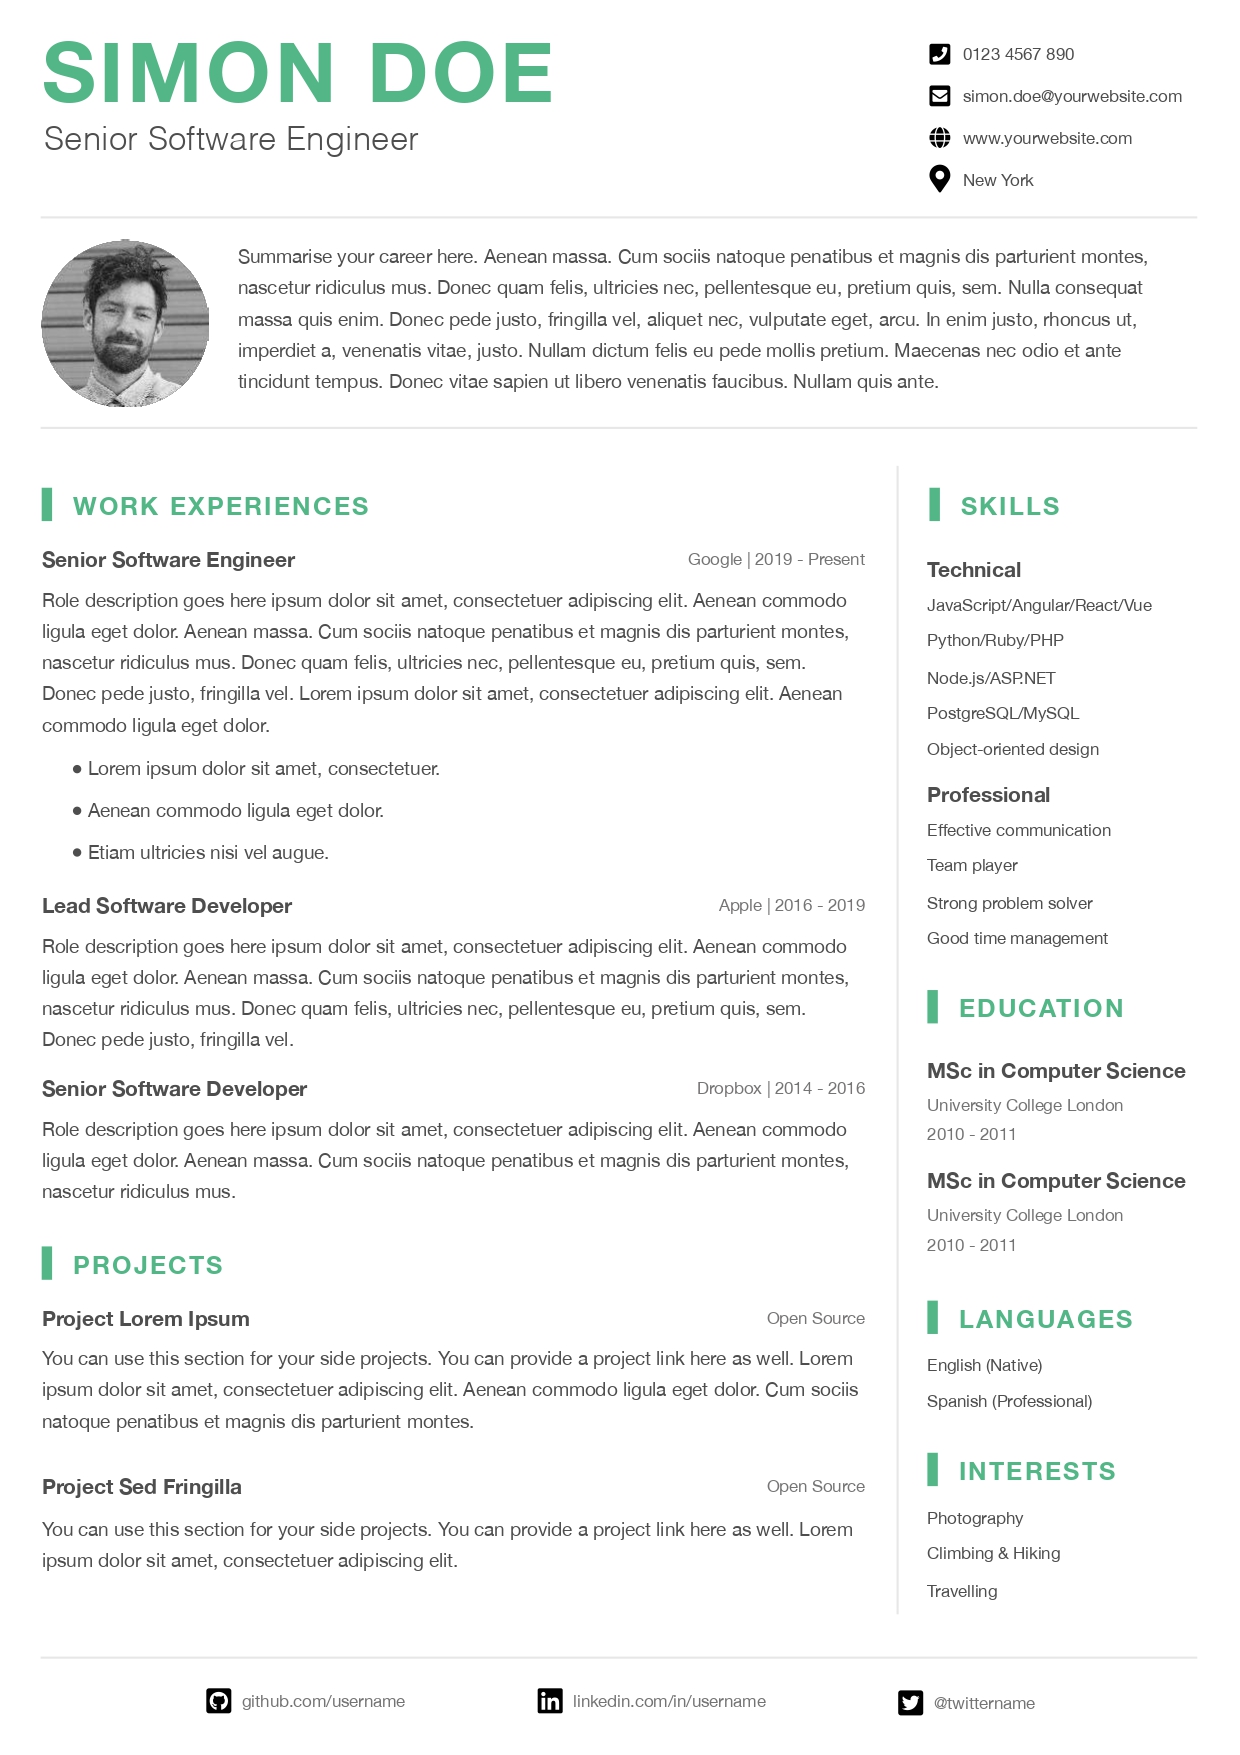 SIMON DOE
Senior Software Engineer
0123 4567 890
simon.doe@yourwebsite.com
www.yourwebsite.com
New York
Summarise your career here. Aenean massa. Cum sociis natoque penatibus et magnis dis parturient montes,
nascetur ridiculus mus. Donec quam felis, ultricies nec, pellentesque eu, pretium quis, sem. Nulla consequat
massa quis enim. Donec pede justo, fringilla vel, aliquet nec, vulputate eget, arcu. In enim justo, rhoncus ut,
imperdiet a, venenatis vitae, justo. Nullam dictum felis eu pede mollis pretium. Maecenas nec odio et ante
tincidunt tempus. Donec vitae sapien ut libero venenatis faucibus. Nullam quis ante.
WORK EXPERIENCES
Senior Software Engineer
Google | 2019 - Present
Role description goes here ipsum dolor sit amet, consectetuer adipiscing elit. Aenean commodo
ligula eget dolor. Aenean massa. Cum sociis natoque penatibus et magnis dis parturient montes,
nascetur ridiculus mus. Donec quam felis, ultricies nec, pellentesque eu, pretium quis, sem.
Donec pede justo, fringilla vel. Lorem ipsum dolor sit amet, consectetuer adipiscing elit. Aenean
commodo ligula eget dolor.
● Lorem ipsum dolor sit amet, consectetuer.
● Aenean commodo ligula eget dolor.
● Etiam ultricies nisi vel augue.
Lead Software Developer
Apple | 2016 - 2019
Role description goes here ipsum dolor sit amet, consectetuer adipiscing elit. Aenean commodo
ligula eget dolor. Aenean massa. Cum sociis natoque penatibus et magnis dis parturient montes,
nascetur ridiculus mus. Donec quam felis, ultricies nec, pellentesque eu, pretium quis, sem.
Donec pede justo, fringilla vel.
Senior Software Developer
Dropbox | 2014 - 2016
Role description goes here ipsum dolor sit amet, consectetuer adipiscing elit. Aenean commodo
ligula eget dolor. Aenean massa. Cum sociis natoque penatibus et magnis dis parturient montes,
nascetur ridiculus mus.
PROJECTS
Project Lorem Ipsum
Open Source
You can use this section for your side projects. You can provide a project link here as well. Lorem
ipsum dolor sit amet, consectetuer adipiscing elit. Aenean commodo ligula eget dolor. Cum sociis
natoque penatibus et magnis dis parturient montes.
Project Sed Fringilla
Open Source
You can use this section for your side projects. You can provide a project link here as well. Lorem
ipsum dolor sit amet, consectetuer adipiscing elit.
SKILLS
Technical
JavaScript/Angular/React/Vue
Python/Ruby/PHP
Node.js/ASP.NET
PostgreSQL/MySQL
Object-oriented design
Professional
Effective communication
Team player
Strong problem solver
Good time management
EDUCATION
MSc in Computer Science
University College London
2010 - 2011
MSc in Computer Science
University College London
2010 - 2011
LANGUAGES
English (Native)
Spanish (Professional)
INTERESTS
Photography
Climbing & Hiking
Travelling
github.com/username
linkedin.com/in/username
@twittername